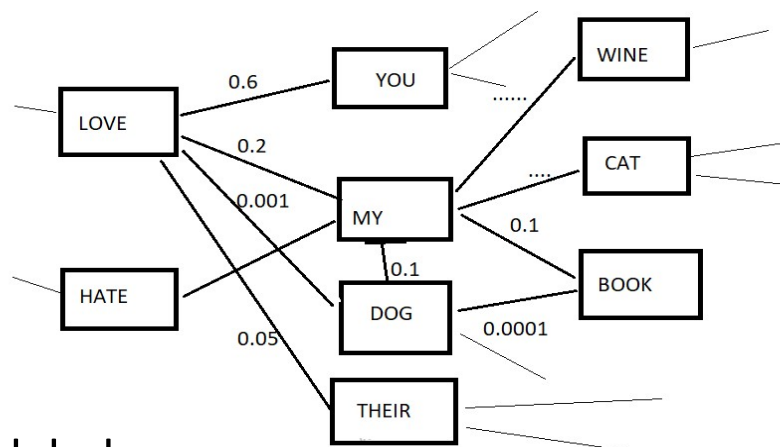 LOVE
0.6
YOU
WINE
......
0.2
0.001
MY
....
CAT
0.1
HATE
0.1
DOG
BOOK
0.0001
0.05
THEIR